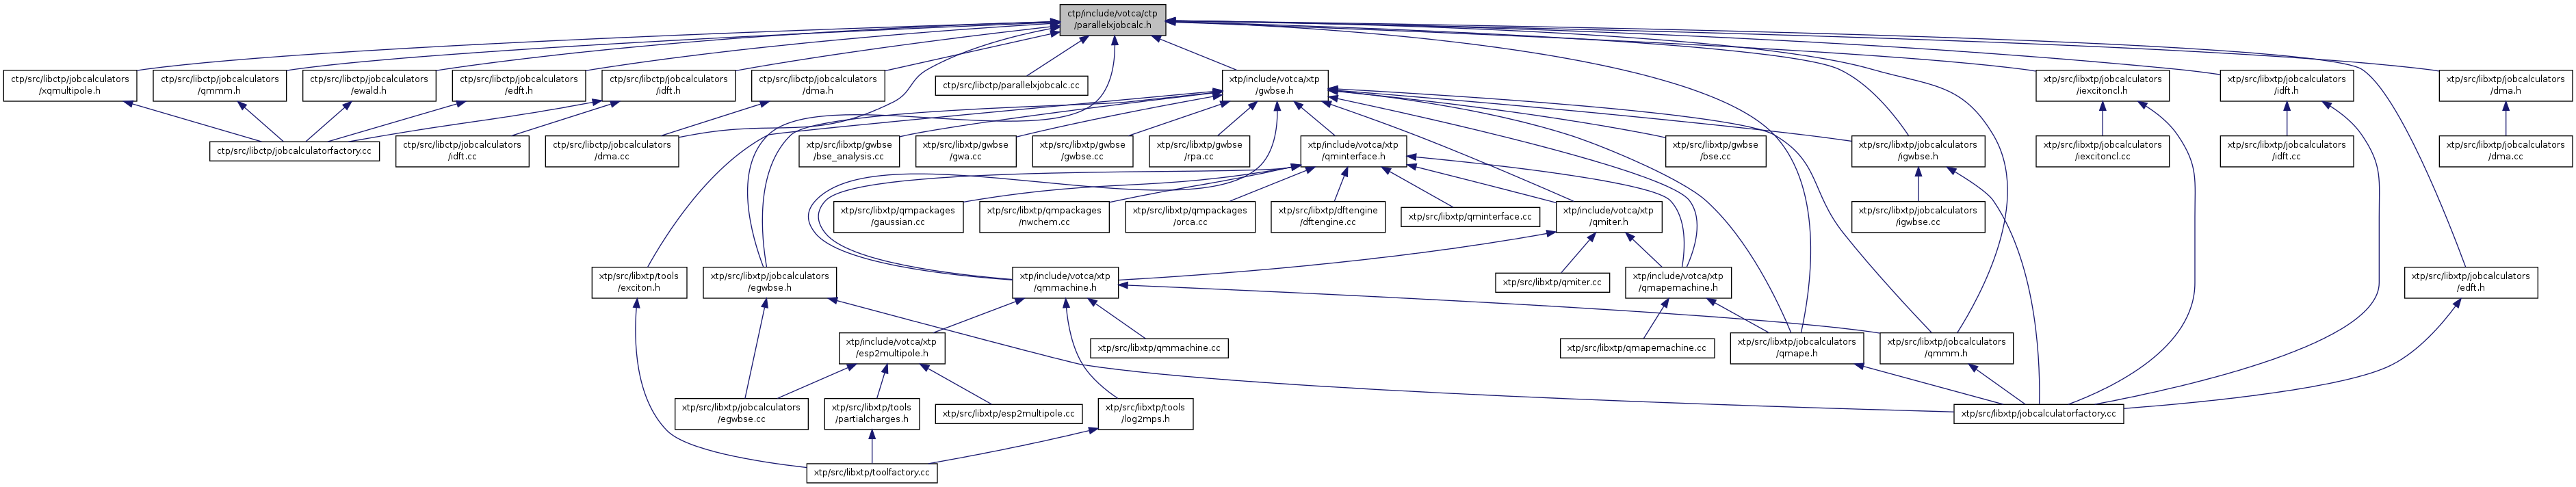 ctp/include/votca/ctp
/parallelxjobcalc.h
ctp/src/libctp/jobcalculators
/xqmultipole.h
ctp/src/libctp/jobcalculators
/qmmm.h
ctp/src/libctp/jobcalculators
/ewald.h
ctp/src/libctp/jobcalculators
/edft.h
ctp/src/libctp/jobcalculators
/idft.h
ctp/src/libctp/jobcalculators
/dma.h
ctp/src/libctp/parallelxjobcalc.cc
xtp/include/votca/xtp
/gwbse.h
xtp/src/libxtp/jobcalculators
/iexcitoncl.h
xtp/src/libxtp/jobcalculators
/idft.h
xtp/src/libxtp/jobcalculators
/dma.h
ctp/src/libctp/jobcalculatorfactory.cc
ctp/src/libctp/jobcalculators
/idft.cc
ctp/src/libctp/jobcalculators
/dma.cc
xtp/src/libxtp/gwbse
/bse_analysis.cc
xtp/src/libxtp/gwbse
/gwa.cc
xtp/src/libxtp/gwbse
/gwbse.cc
xtp/src/libxtp/gwbse
/rpa.cc
xtp/include/votca/xtp
/qminterface.h
xtp/src/libxtp/gwbse
/bse.cc
xtp/src/libxtp/jobcalculators
/igwbse.h
xtp/src/libxtp/jobcalculators
/iexcitoncl.cc
xtp/src/libxtp/jobcalculators
/idft.cc
xtp/src/libxtp/jobcalculators
/dma.cc
xtp/src/libxtp/qmpackages
/gaussian.cc
xtp/src/libxtp/qmpackages
/nwchem.cc
xtp/src/libxtp/qmpackages
/orca.cc
xtp/src/libxtp/dftengine
/dftengine.cc
xtp/src/libxtp/qminterface.cc
xtp/include/votca/xtp
/qmiter.h
xtp/src/libxtp/jobcalculators
/igwbse.cc
xtp/src/libxtp/tools
/exciton.h
xtp/src/libxtp/jobcalculators
/egwbse.h
xtp/include/votca/xtp
/qmmachine.h
xtp/src/libxtp/qmiter.cc
xtp/include/votca/xtp
/qmapemachine.h
xtp/src/libxtp/jobcalculators
/edft.h
xtp/include/votca/xtp
/esp2multipole.h
xtp/src/libxtp/qmmachine.cc
xtp/src/libxtp/qmapemachine.cc
xtp/src/libxtp/jobcalculators
/qmape.h
xtp/src/libxtp/jobcalculators
/qmmm.h
xtp/src/libxtp/jobcalculators
/egwbse.cc
xtp/src/libxtp/tools
/partialcharges.h
xtp/src/libxtp/esp2multipole.cc
xtp/src/libxtp/tools
/log2mps.h
xtp/src/libxtp/jobcalculatorfactory.cc
xtp/src/libxtp/toolfactory.cc